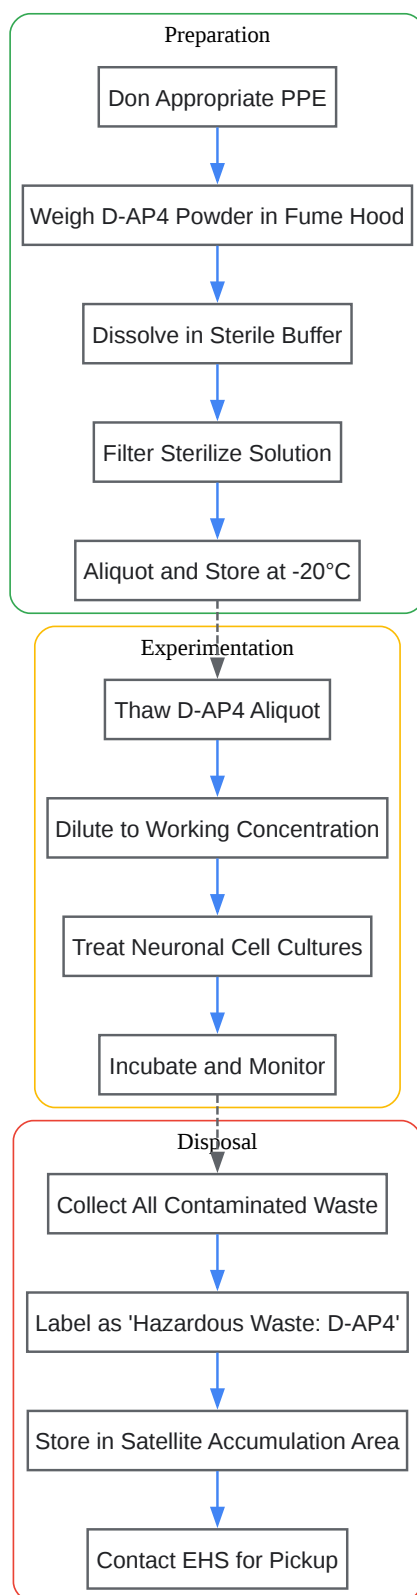 Preparation
Don Appropriate PPE
Weigh D-AP4 Powder in Fume Hood
Dissolve in Sterile Buffer
Filter Sterilize Solution
Aliquot and Store at -20°C
Experimentation
Thaw D-AP4 Aliquot
Dilute to Working Concentration
Treat Neuronal Cell Cultures
Incubate and Monitor
Disposal
Collect All Contaminated Waste
Label as 'Hazardous Waste: D-AP4'
Store in Satellite Accumulation Area
Contact EHS for Pickup